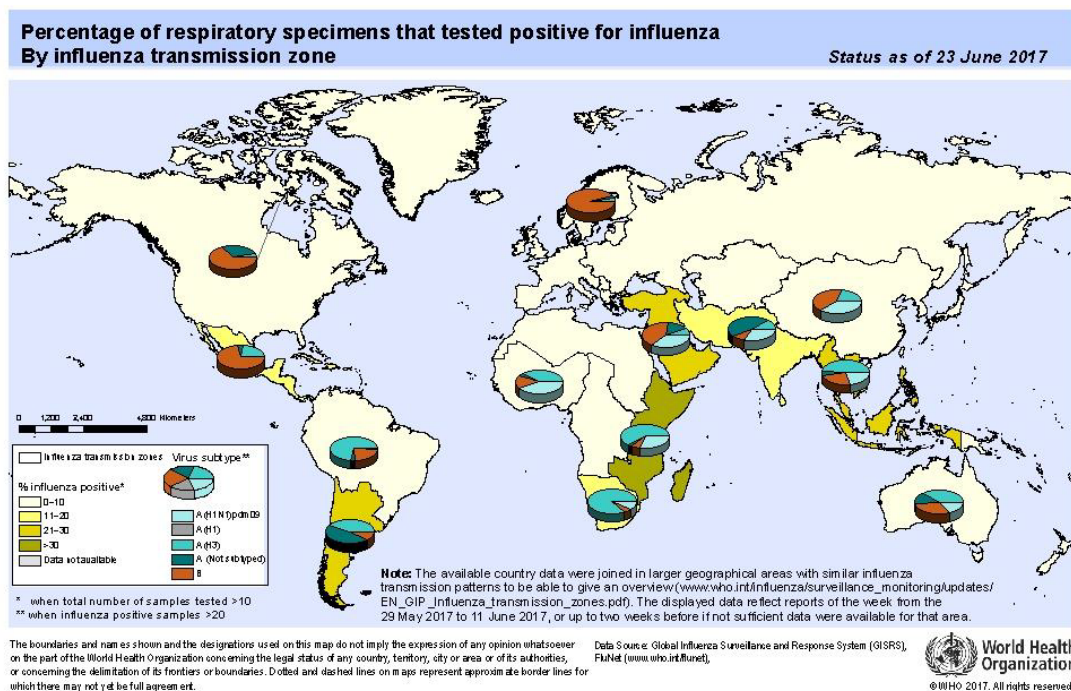 Percentage of respiratory specimens that tested positive for influenza
By influenza transmission zone
Status as of 23 June 2017
0 1,200 2,400 4,800 Kilometers
Influenza transmission zones
% influenza positive*
0-10
11-20
21-30
>30
Data not available
Virus subtype**
A(H1N1)pdm09
A(H1)
A(H3)
A (Not subtyped)
B
* when total number of samples tested >10
** when influenza positive samples >20
Note: The available country data were joined in larger geographical areas with similar influenza
transmission patterns to be able to give an overview (www.who.int/influenza/surveillance_monitoring/updates/
EN_GIP_Influenza_transmission_zones.pdf). The displayed data reflect reports of the week from the
29 May 2017 to 11 June 2017, or up to two weeks before if not sufficient data were available for that area.
The boundaries and names shown and the designations used on this map do not imply the expression of any opinion whatsoever
on the part of the World Health Organization concerning the legal status of any country, territory, city or area or of its authorities,
or concerning the delimitation of its frontiers or boundaries. Dotted and dashed lines on maps represent approximate border lines for
which there may not yet be full agreement.
Data Source: Global Influenza Surveillance and Response System (GISRS),
FluNet (www.who.int/flunet),
World Health
Organization
©WHO 2017. All rights reserved